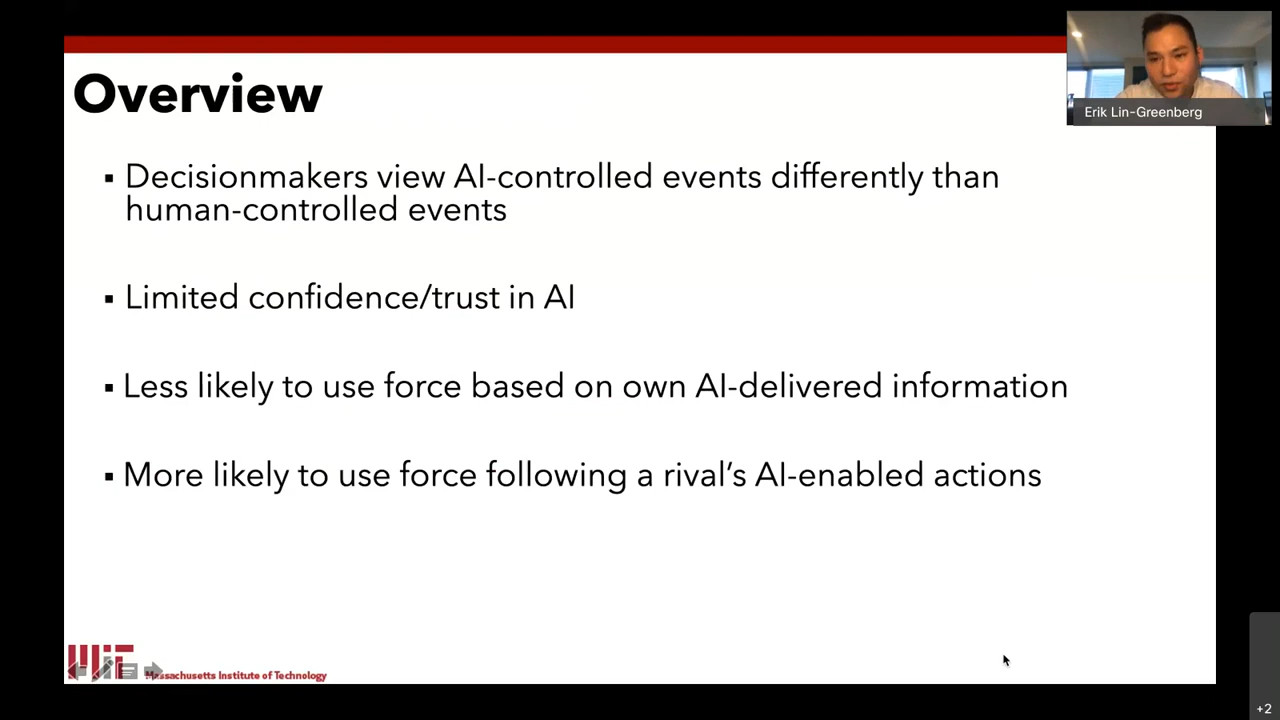 Overview
Erik Lin-Greenberg
▪ Decisionmakers view AI-controlled events differently than
human-controlled events
▪ Limited confidence/trust in AI
▪ Less likely to use force based on own AI-delivered information
▪ More likely to use force following a rival’s AI-enabled actions
MIT
Massachusetts Institute of Technology
+2